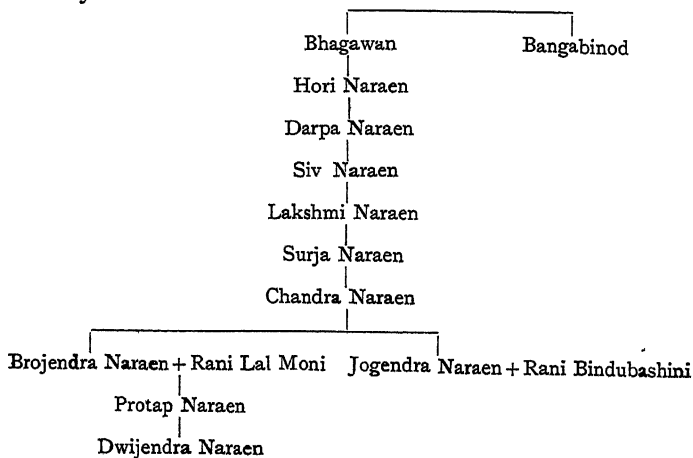 Bhagawan Bangabinod
Hori Naraen
Darpa Naraen
Siv Naraen
Lakshmi Naraen
Surja Naraen
Chandra Naraen
Brojendra Naraen + Rani Lal Moni Jogendra Naraen + Rani Bindubashini
Protap Naraen
Dwijendra Naraen